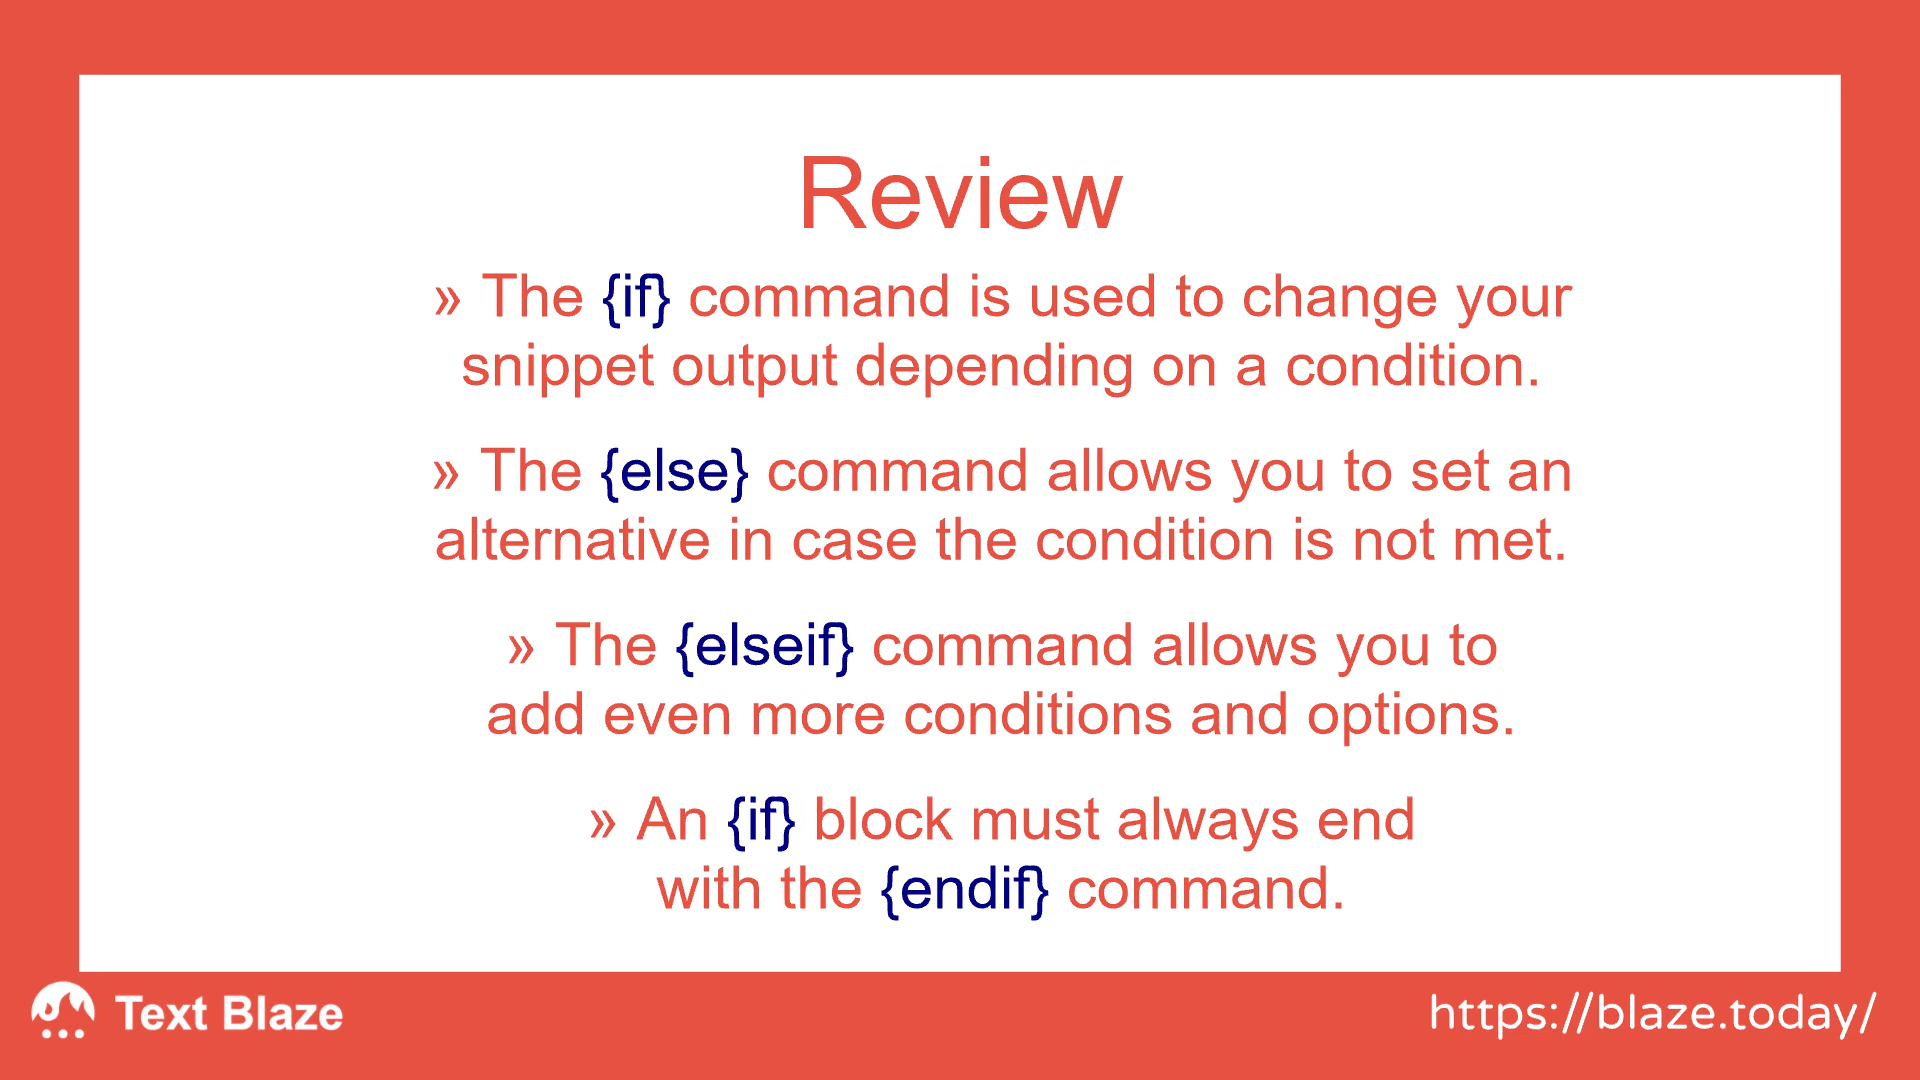 Review
» The {if} command is used to change your
snippet output depending on a condition.
» The {else} command allows you to set an
alternative in case the condition is not met.
» The {elseif} command allows you to
add even more conditions and options.
» An {if} block must always end
with the {endif} command.
Text Blaze
https://blaze.today/